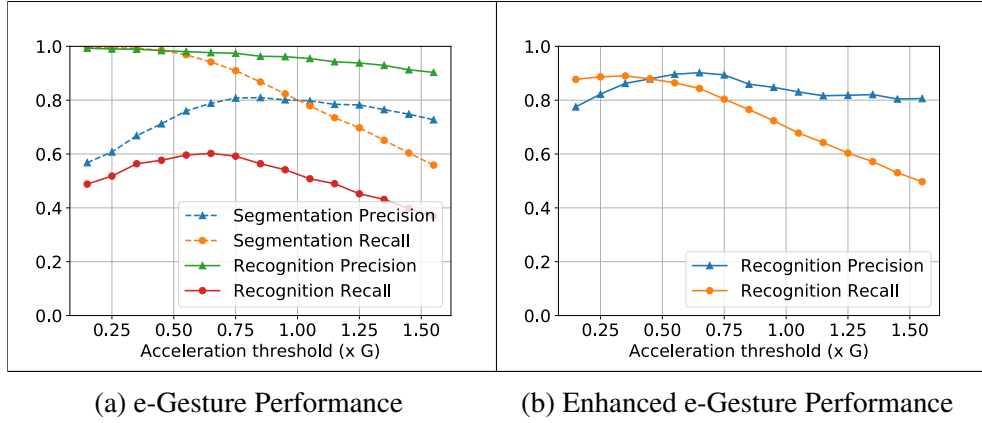 1.0
0.8
0.6
0.4
0.2
0.0
Segmentation Precision
Segmentation Recall
Recognition Precision
Recognition Recall
0.25 0.50 0.75 1.00 1.25 1.50
Acceleration threshold (x G)
(a) e-Gesture Performance
1.0
0.8
0.6
0.4
0.2
0.0
Recognition Precision
Recognition Recall
0.25 0.50 0.75 1.00 1.25 1.50
Acceleration threshold (x G)
(b) Enhanced e-Gesture Performance